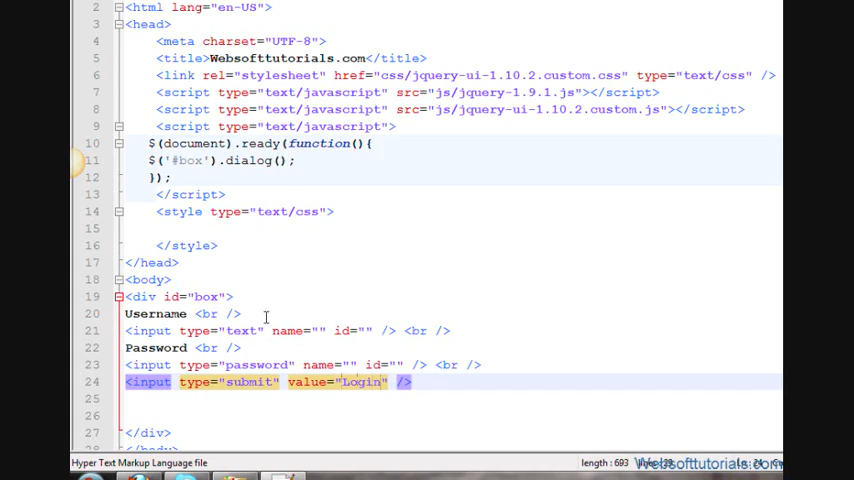 2 <html lang="en-US">
3 <head>
4 <meta charset="UTF-8">
5 <title>Websofttutorials.com</title>
6 <link rel="stylesheet" href="css/jquery-ui-1.10.2.custom.css" type="text/css" />
7 <script type="text/javascript" src="js/jquery-1.9.1.js"></script>
8 <script type="text/javascript" src="js/jquery-ui-1.10.2.custom.js"></script>
9 <script type="text/javascript">
10 $(document).ready(function(){
11 $('#box').dialog();
12 });
13 </script>
14 <style type="text/css">
15
16 </style>
17 </head>
18 <body>
19 <div id="box">
20 Username <br />
21 <input type="text" name="" id="" /> <br />
22 Password <br />
23 <input type="password" name="" id="" /> <br />
24 <input type="submit" value="Login" />
25
26
27 </div>
28 </body>
Hyper Text Markup Language file length : 693
Websofttutorials.com